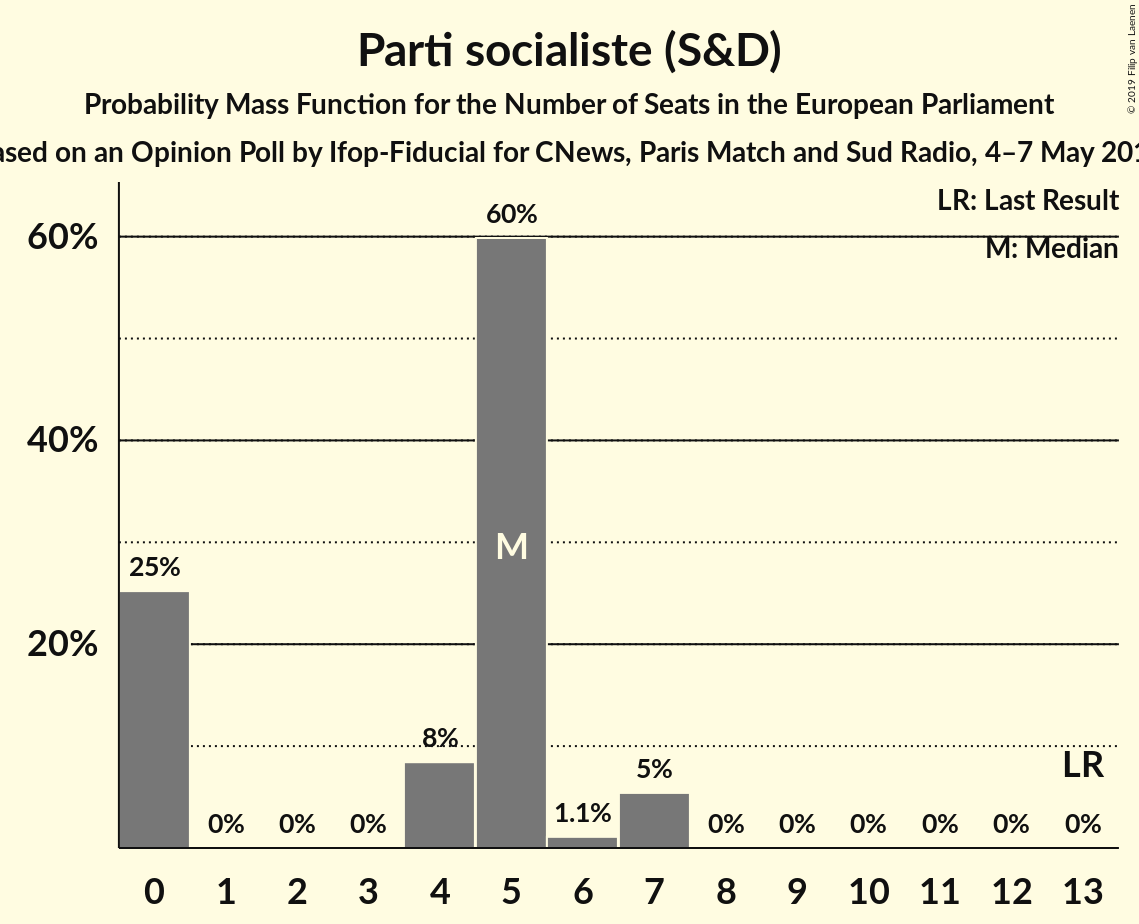 Parti socialiste (S&D)
Probability Mass Function for the Number of Seats in the European Parliament
on an Opinion Poll by Ifop-Fiducial for CNews, Paris Match and Sud Radio, 4–7 May
© 2019 Filip van Laenen
LR: Last Result
M: Median
60%
60%
M
40%
25%
20%
8%
LR
5%
1.1%
0% 0% 0% 0% 0% 0% 0% 0% 0%
0 1 2 3 4 5 6 7 8 9 10 11 12 13